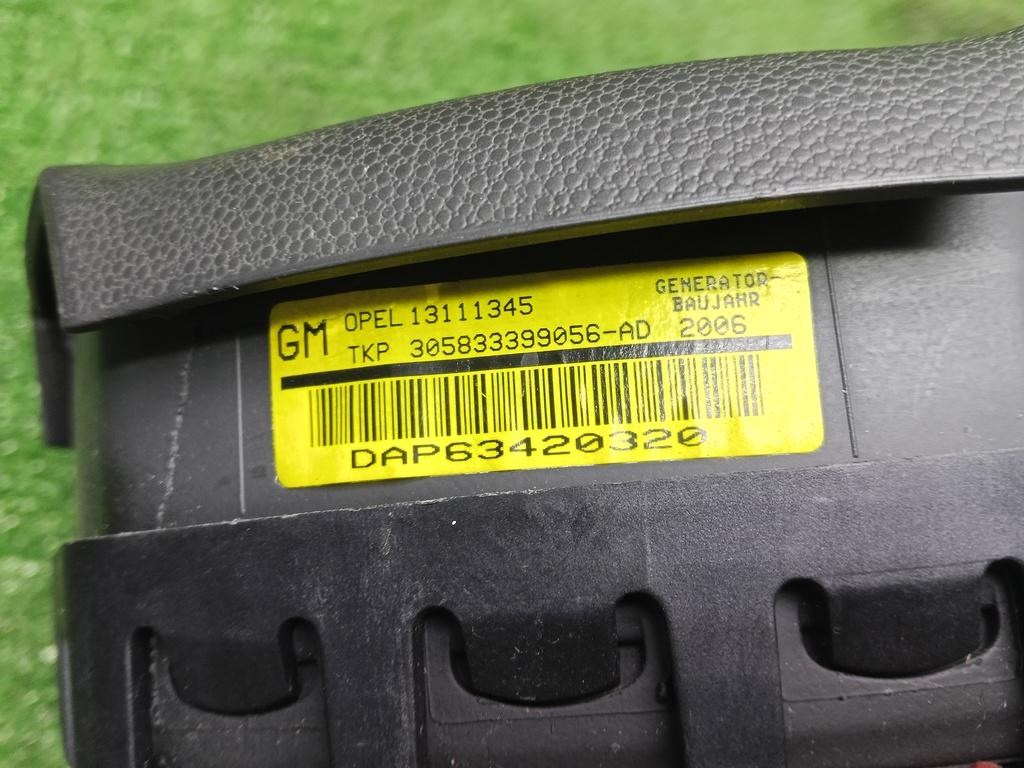 GM
OPEL 13111345
TKP 305833399056-AD
GENERATOR-
BAUJAHR
2006
DAP63420320